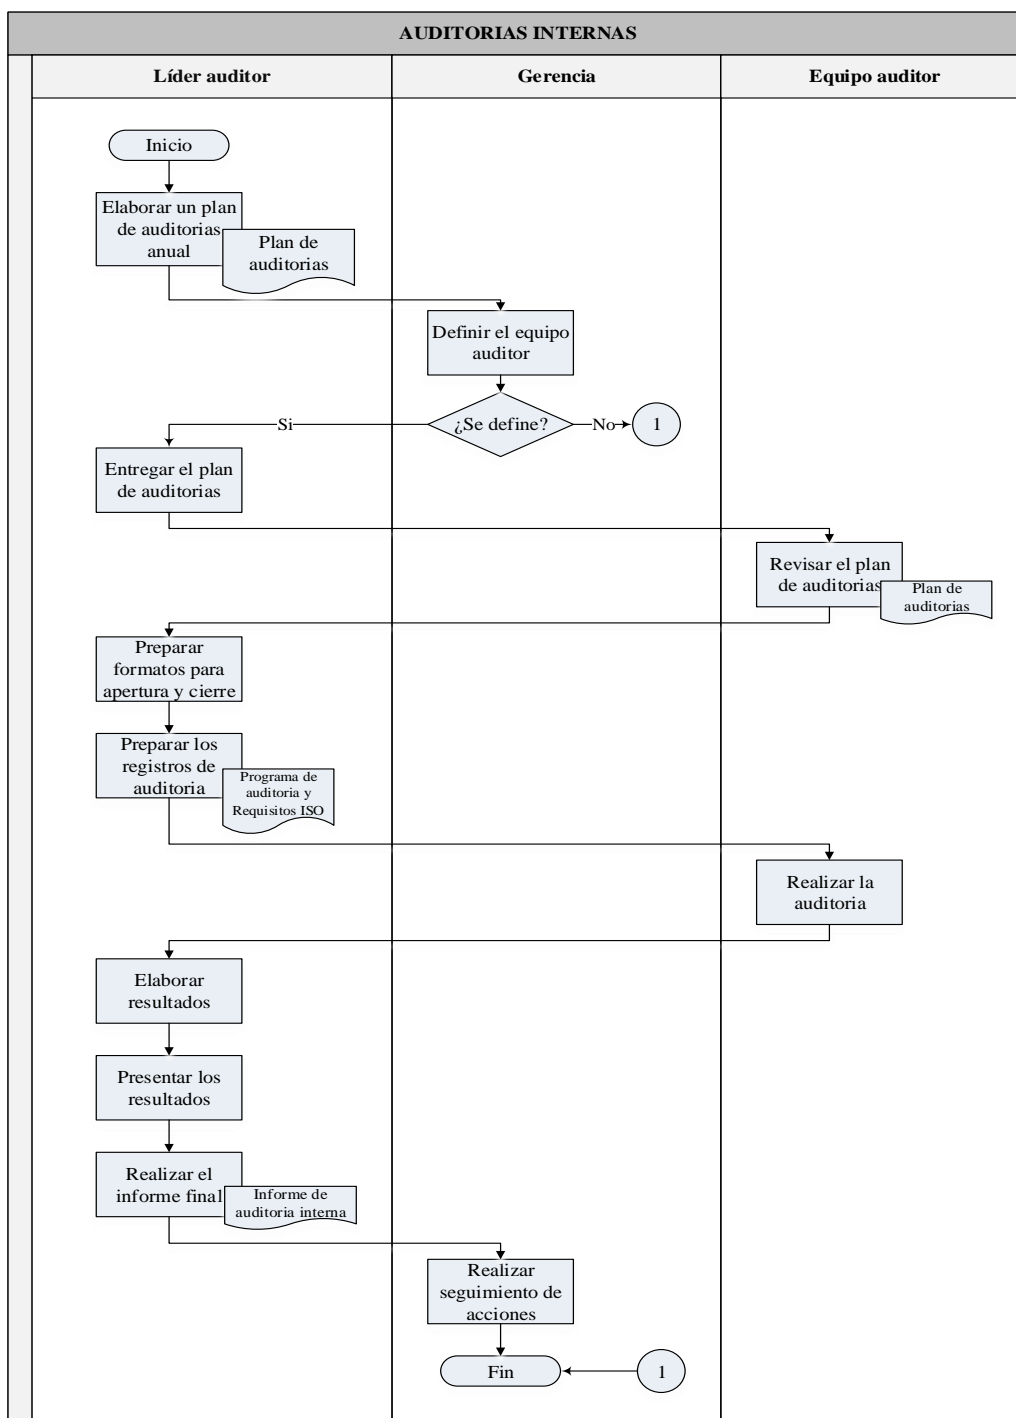 AUDITORIAS INTERNAS
Líder auditor
Gerencia
Equipo auditor
Inicio
Elaborar un plan
de auditorias
anual
Plan de
auditorias
Definir el equipo
auditor
¿Se define?
Si
No
1
Entregar el plan
de auditorias
Revisar el plan
de auditorias
Plan de
auditorias
Preparar
formatos para
apertura y cierre
Preparar los
registros de
auditoria
Programa de
auditoria y
Requisitos ISO
Realizar la
auditoria
Elaborar
resultados
Presentar los
resultados
Realizar el
informe final
Informe de
auditoria interna
Realizar
seguimiento de
acciones
Fin
1